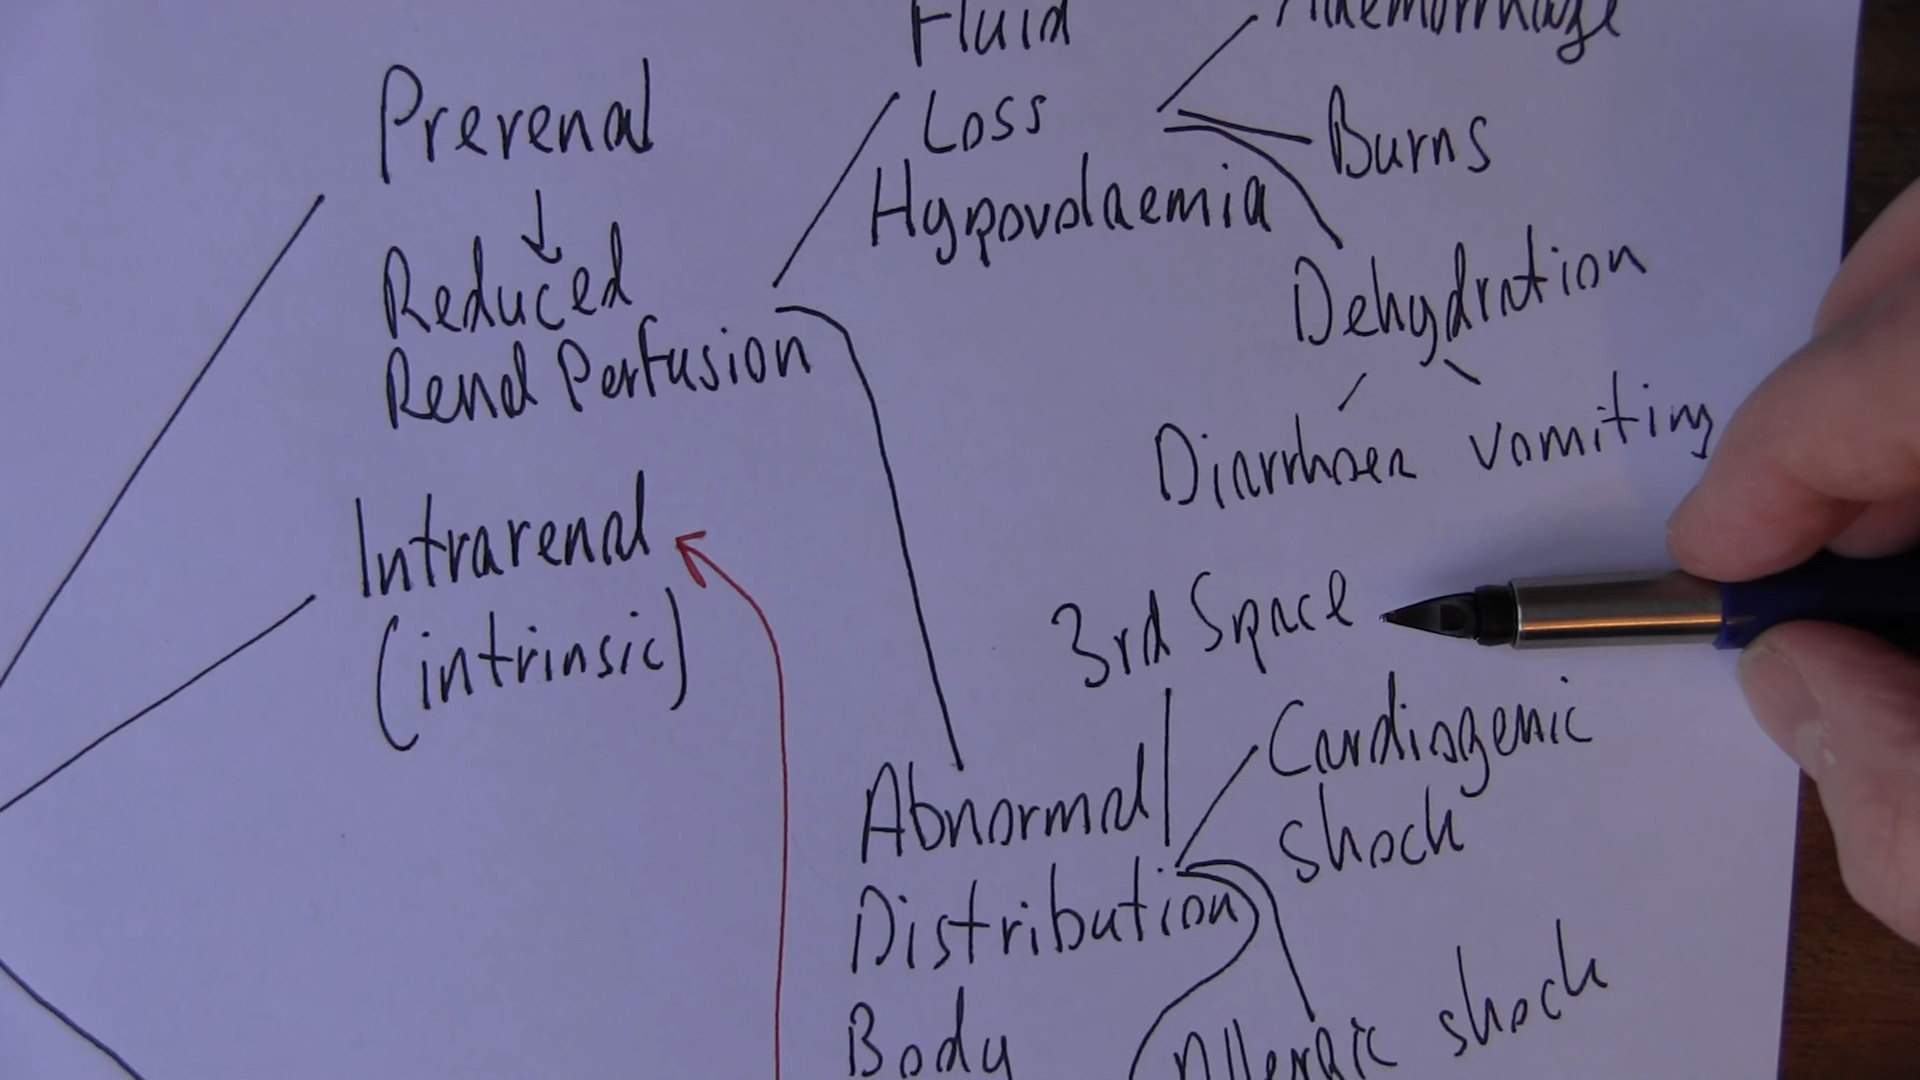 Fluid
Haemorrhage
Prerenal
Loss
Burns
Hypovolaemia
Reduced
Renal Perfusion
Dehydration
Diarrhoea vomiting
Intrarenal
(intrinsic)
3rd Space
Cardiogenic
shock
Abnormal
Distribution
Body
Allergic shock